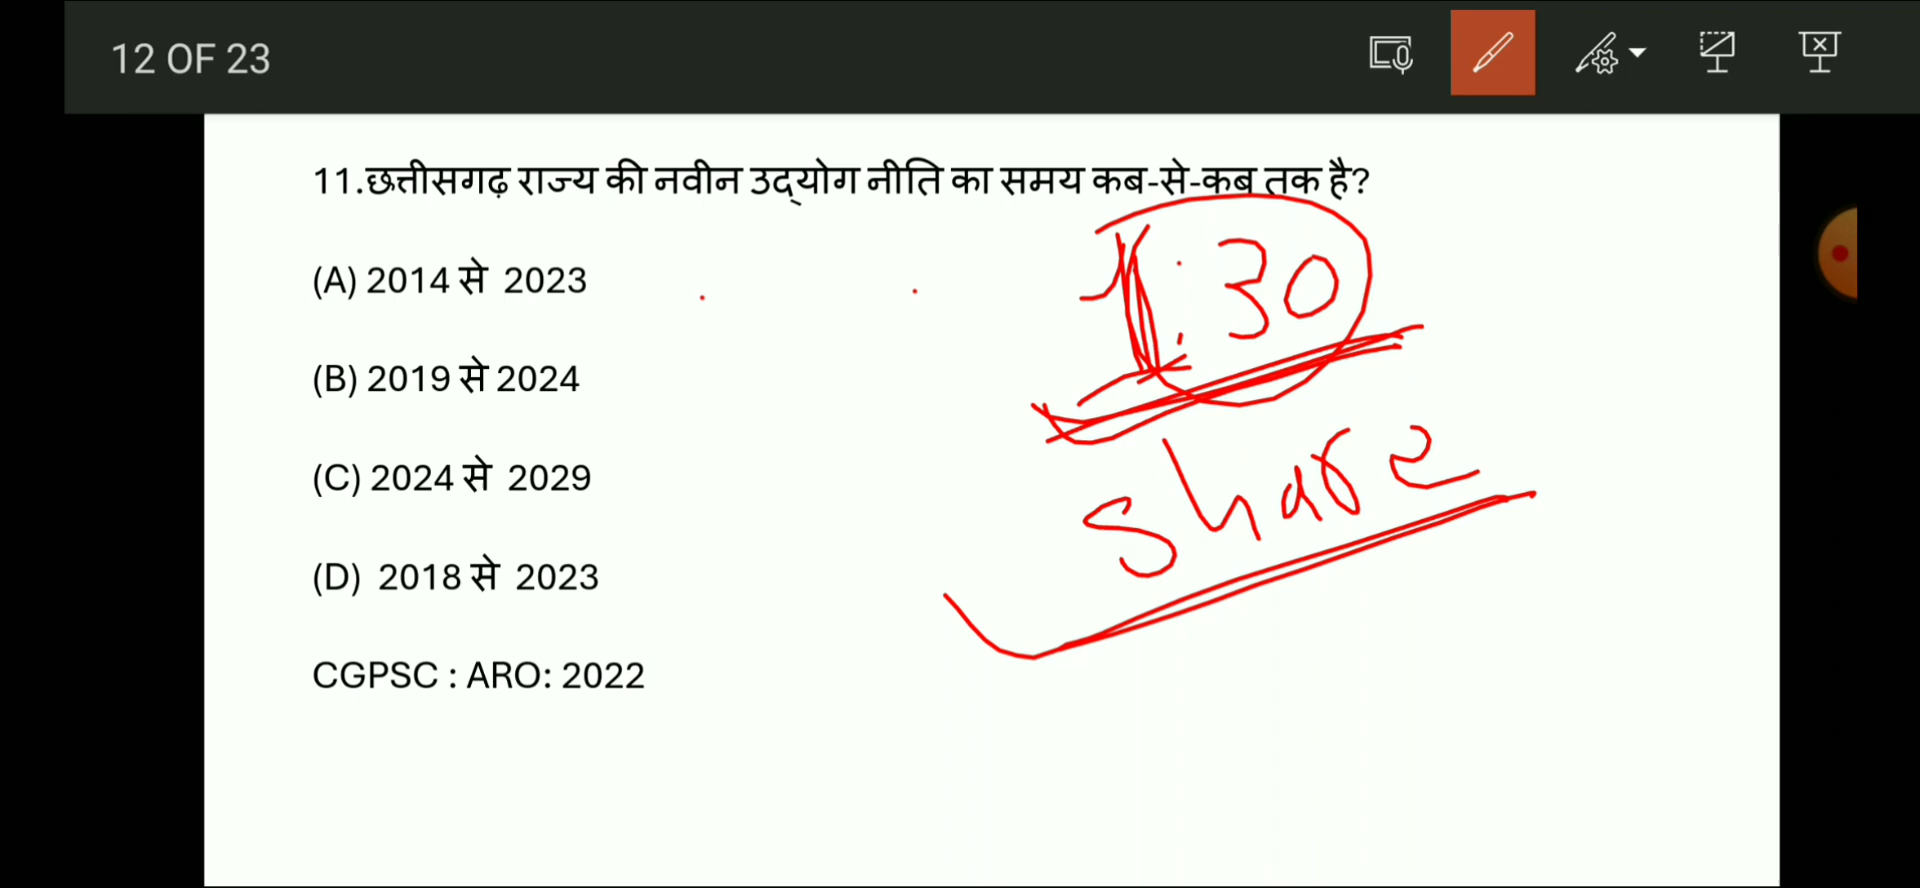 12 OF 23
11.छत्तीसगढ़ राज्य की नवीन उद्योग नीति का समय कब-से-कब तक है?
(A) 2014 से 2023
(B) 2019 से 2024
(C) 2024 से 2029
(D) 2018 से 2023
CGPSC : ARO: 2022
1:30
share